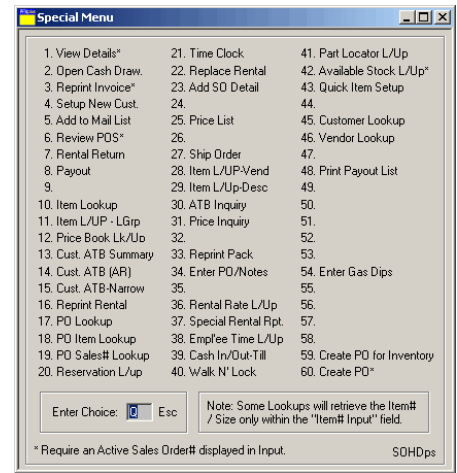 Special Menu
1. View Details* 21. Time Clock 41. Part Locator L/Up
2. Open Cash Draw. 22. Replace Rental 42. Available Stock L/Up*
3. Reprint Invoice* 23. Add SO Detail 43. Quick Item Setup
4. Setup New Cust. 24. 44.
5. Add to Mail List 25. Price List 45. Customer Lookup
6. Review POS* 26. 46. Vendor Lookup
7. Rental Return 27. Ship Order 47.
8. Payout 28. Item L/UP-Vend 48. Print Payout List
9. 29. Item L/Up-Desc 49.
10. Item Lookup 30. ATB Inquiry 50.
11. Item L/UP - LGrp 31. Price Inquiry 51.
12. Price Book Lk/Up 32. 52.
13. Cust. ATB Summary 33. Reprint Pack 53.
14. Cust. ATB (AR) 34. Enter PO/Notes 54. Enter Gas Dips
15. Cust. ATB-Narrow 35. 55.
16. Reprint Rental 36. Rental Rate L/Up 56.
17. PO Lookup 37. Special Rental Rpt. 57.
18. PO Item Lookup 38. Empl'ee Time L/Up 58.
19. PO Sales# Lookup 39. Cash In/Out-Till 59. Create PO for Inventory
20. Reservation L/up 40. Walk N' Lock 60. Create PO*
Enter Choice: 0 Esc
Note: Some Lookups will retrieve the Item#
/ Size only within the "Item# Input" field.
* Require an Active Sales Order# displayed in Input. SOHDps